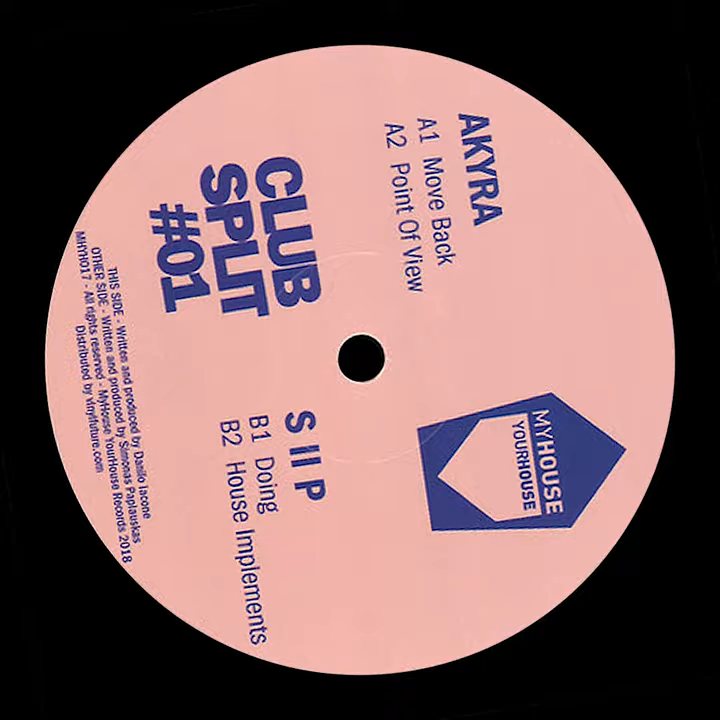 AKYRA
A1 Move Back
A2 Point Of View
MYHOUSE
YOURHOUSE
CLUB
SPLIT
#01
S II P
B1 Doing
B2 House Implements
THIS SIDE - Written and produced by Danilo Iacone
OTHER SIDE - Written and produced by Simonas Paplauskas
MHYH017 - All rights reserved - MyHouse YourHouse Records 2018
Distributed by vinylfuture.com